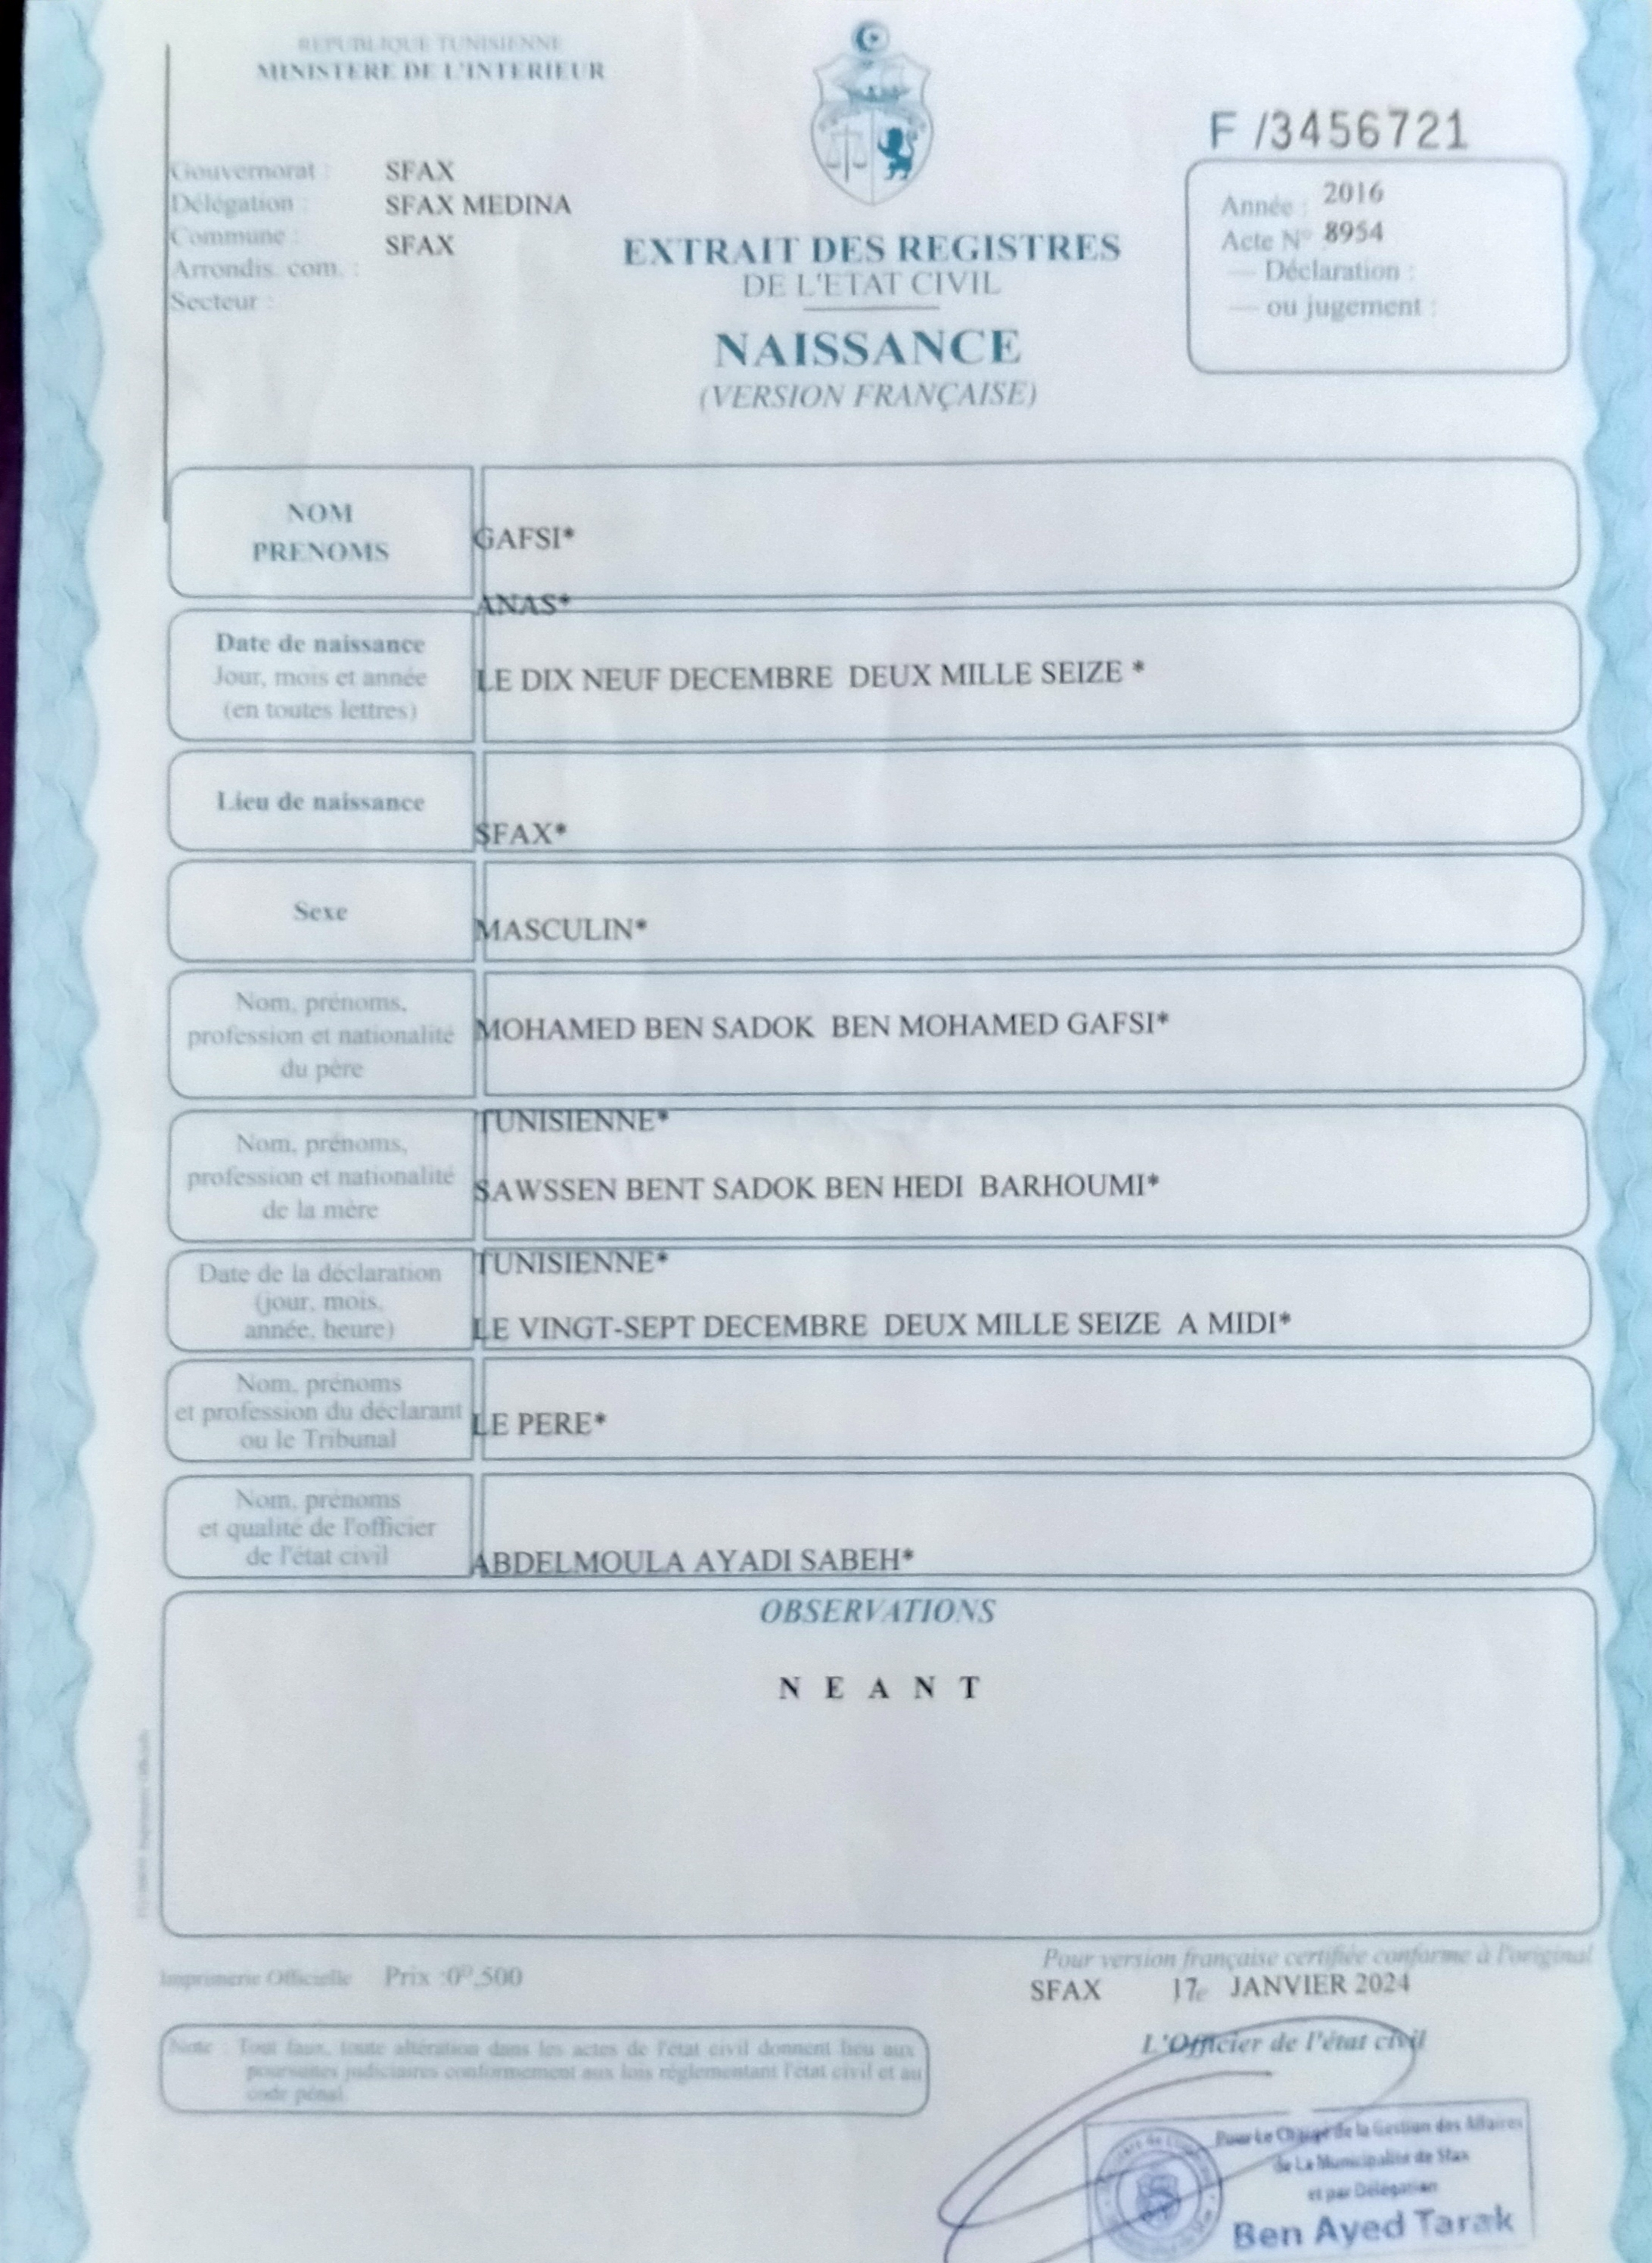 REPUBLIQUE TUNISIENNE
MINISTERE DE L'INTERIEUR
F /3456721
Gouvernorat : SFAX
Délégation : SFAX MEDINA
Commune : SFAX
Arrondis. com. :
Secteur :
Année : 2016
Acte N° 8954
— Déclaration :
— ou jugement :
EXTRAIT DES REGISTRES
DE L'ETAT CIVIL
NAISSANCE
(VERSION FRANÇAISE)
NOM
PRENOMS
GAFSI*
ANAS*
Date de naissance
Jour, mois et année
(en toutes lettres)
LE DIX NEUF DECEMBRE DEUX MILLE SEIZE *
Lieu de naissance
SFAX*
Sexe
MASCULIN*
Nom, prénoms,
profession et nationalité
du père
MOHAMED BEN SADOK BEN MOHAMED GAFSI*
TUNISIENNE*
Nom, prénoms,
profession et nationalité
de la mère
SAWSSEN BENT SADOK BEN HEDI BARHOUMI*
TUNISIENNE*
Date de la déclaration
(jour, mois,
année, heure)
LE VINGT-SEPT DECEMBRE DEUX MILLE SEIZE A MIDI*
Nom, prénoms
et profession du déclarant
ou le Tribunal
LE PERE*
Nom, prénoms
et qualité de l'officier
de l'état civil
ABDELMOULA AYADI SABEH*
OBSERVATIONS
N E A N T
Imprimerie Officielle Prix :0ᴰ,500
Pour version française certifiée conforme à l'original
SFAX 17e JANVIER 2024
L'Officier de l'état civil
Note : Tout faux, toute altération dans les actes de l'état civil donnent lieu aux
poursuites judiciaires conformement aux lois réglementant l'état civil et au
code pénal.
Pour Le Chargé de la Gestion des Affaires
de La Municipalité de Sfax
et par Délégation
Ben Ayed Tarak